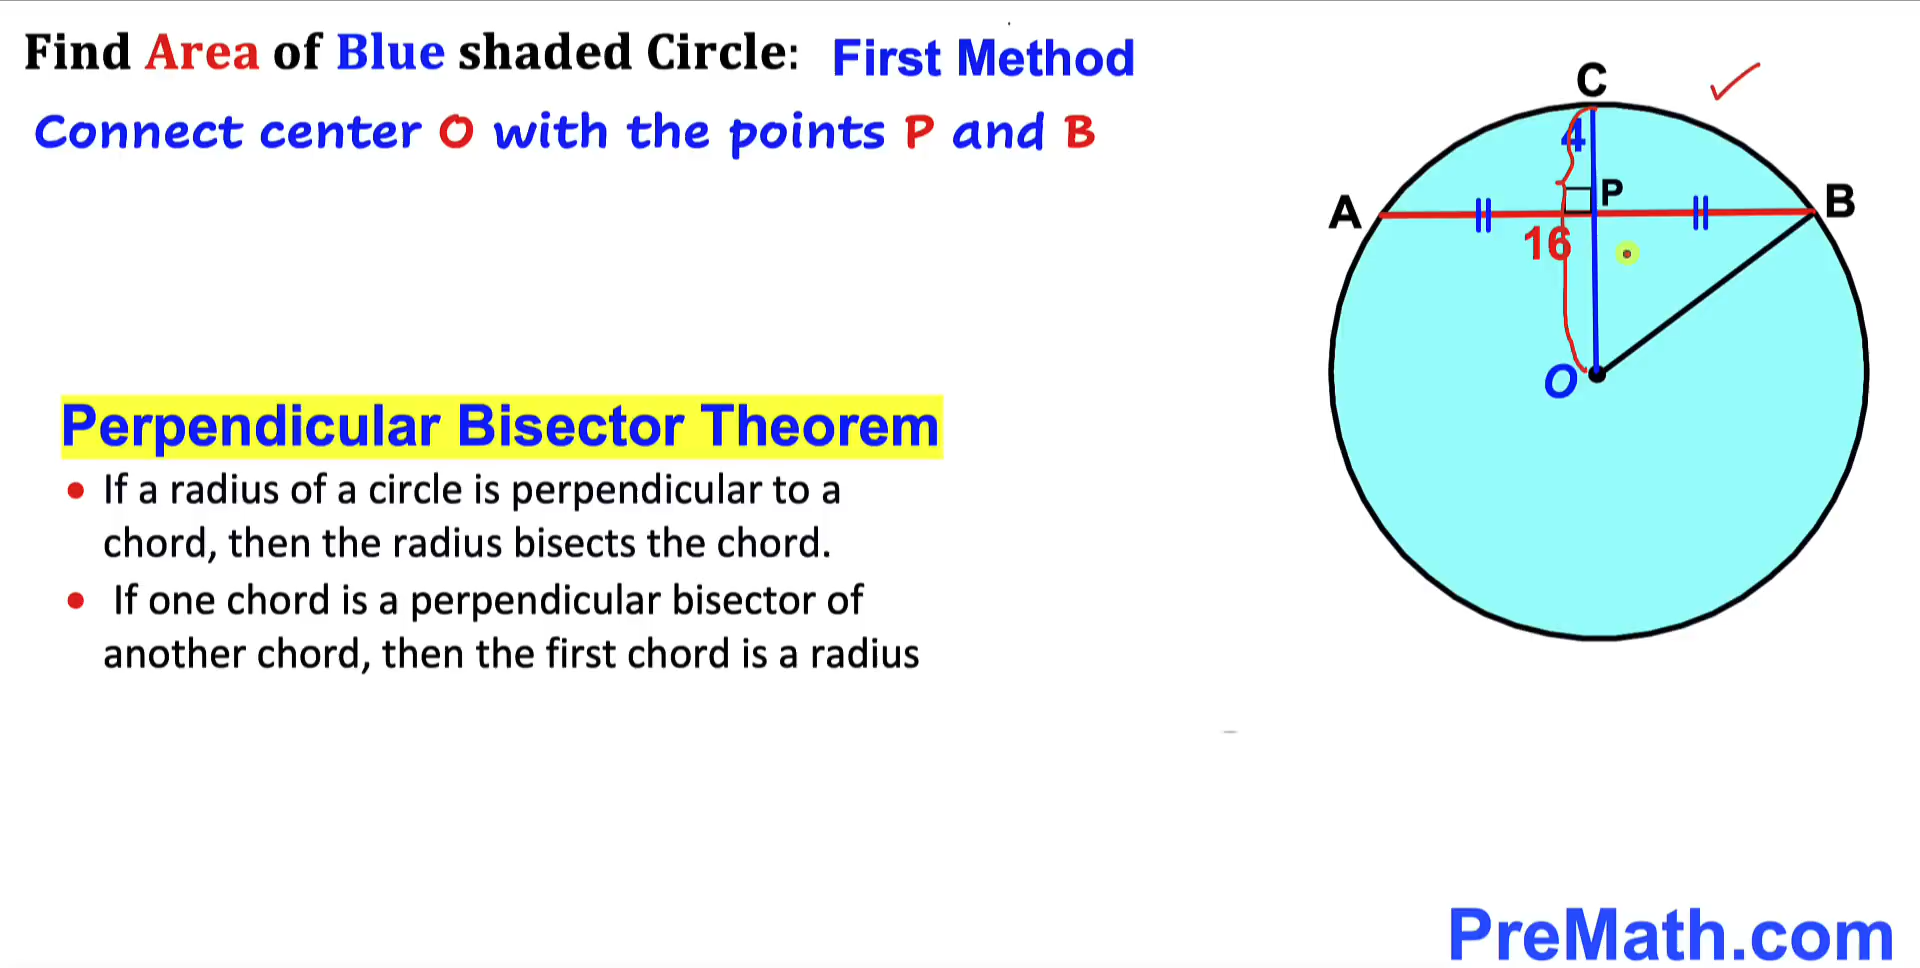 Find Area of Blue shaded Circle: First Method
Connect center O with the points P and B
C
4
P
A
B
16
O
Perpendicular Bisector Theorem
• If a radius of a circle is perpendicular to a
chord, then the radius bisects the chord.
• If one chord is a perpendicular bisector of
another chord, then the first chord is a radius
PreMath.com